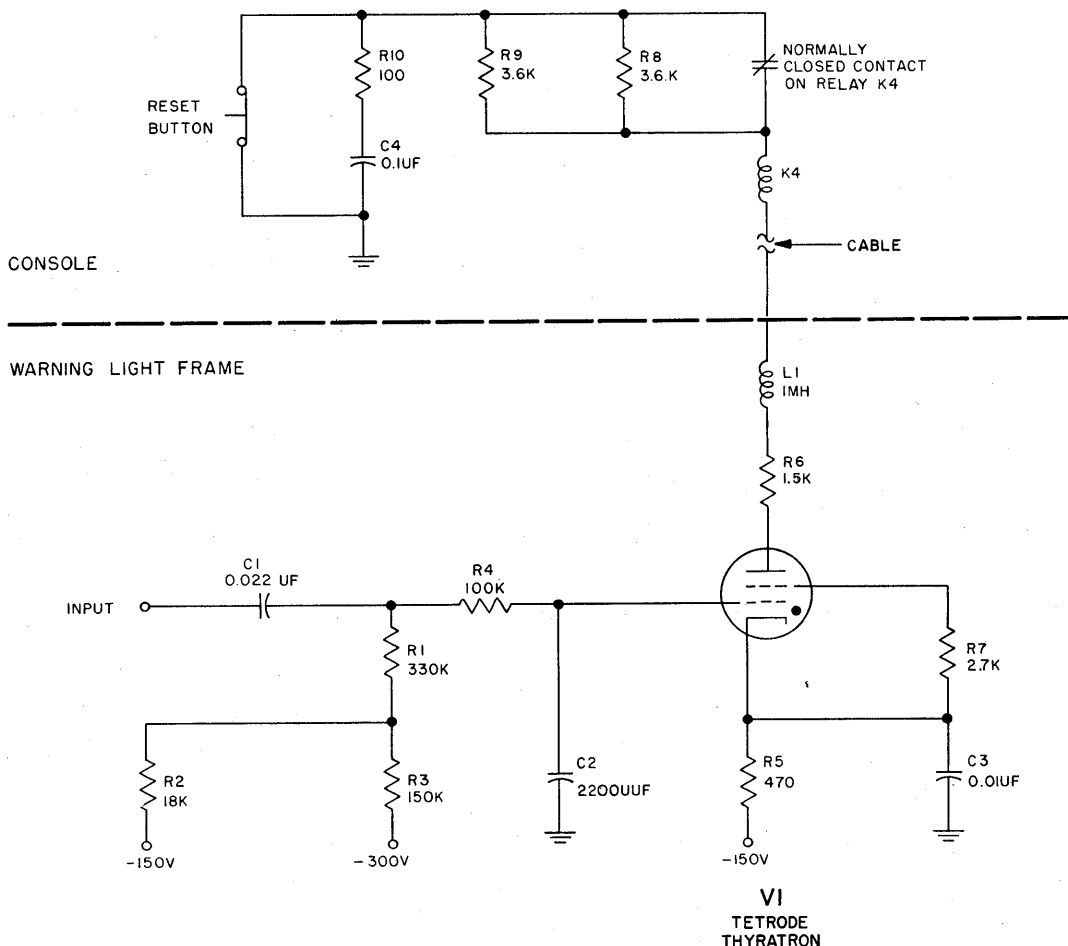 R10
100
R9
3.6K
R8
3.6.K
NORMALLY
CLOSED CONTACT
ON RELAY K4
RESET
BUTTON
C4
0.1UF
K4
CABLE
CONSOLE
WARNING LIGHT FRAME
L1
1MH
R6
1.5K
C1
0.022 UF
R4
100K
INPUT
R1
330K
R7
2.7K
R2
18K
R3
150K
C2
2200UUF
R5
470
C3
0.01UF
-150V
-300V
-150V
V1
TETRODE
THYRATRON